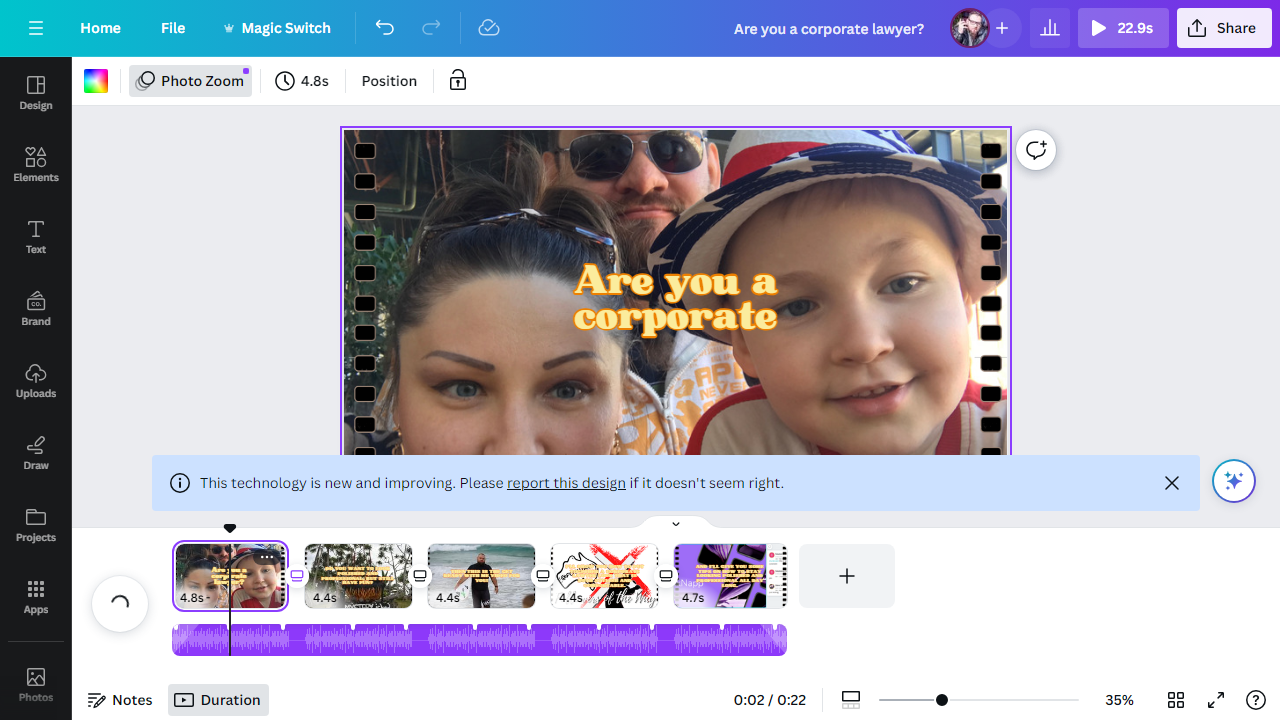 Home
File
Magic Switch
Are you a corporate lawyer?
22.9s
Share
Design
Elements
Text
Brand
Uploads
Draw
Projects
Apps
Photos
Photo Zoom
4.8s
Position
Are you a
corporate
This technology is new and improving. Please report this design if it doesn't seem right.
4.8s
4.4s
4.4s
4.4s
4.7s
Notes
Duration
0:02 / 0:22
35%